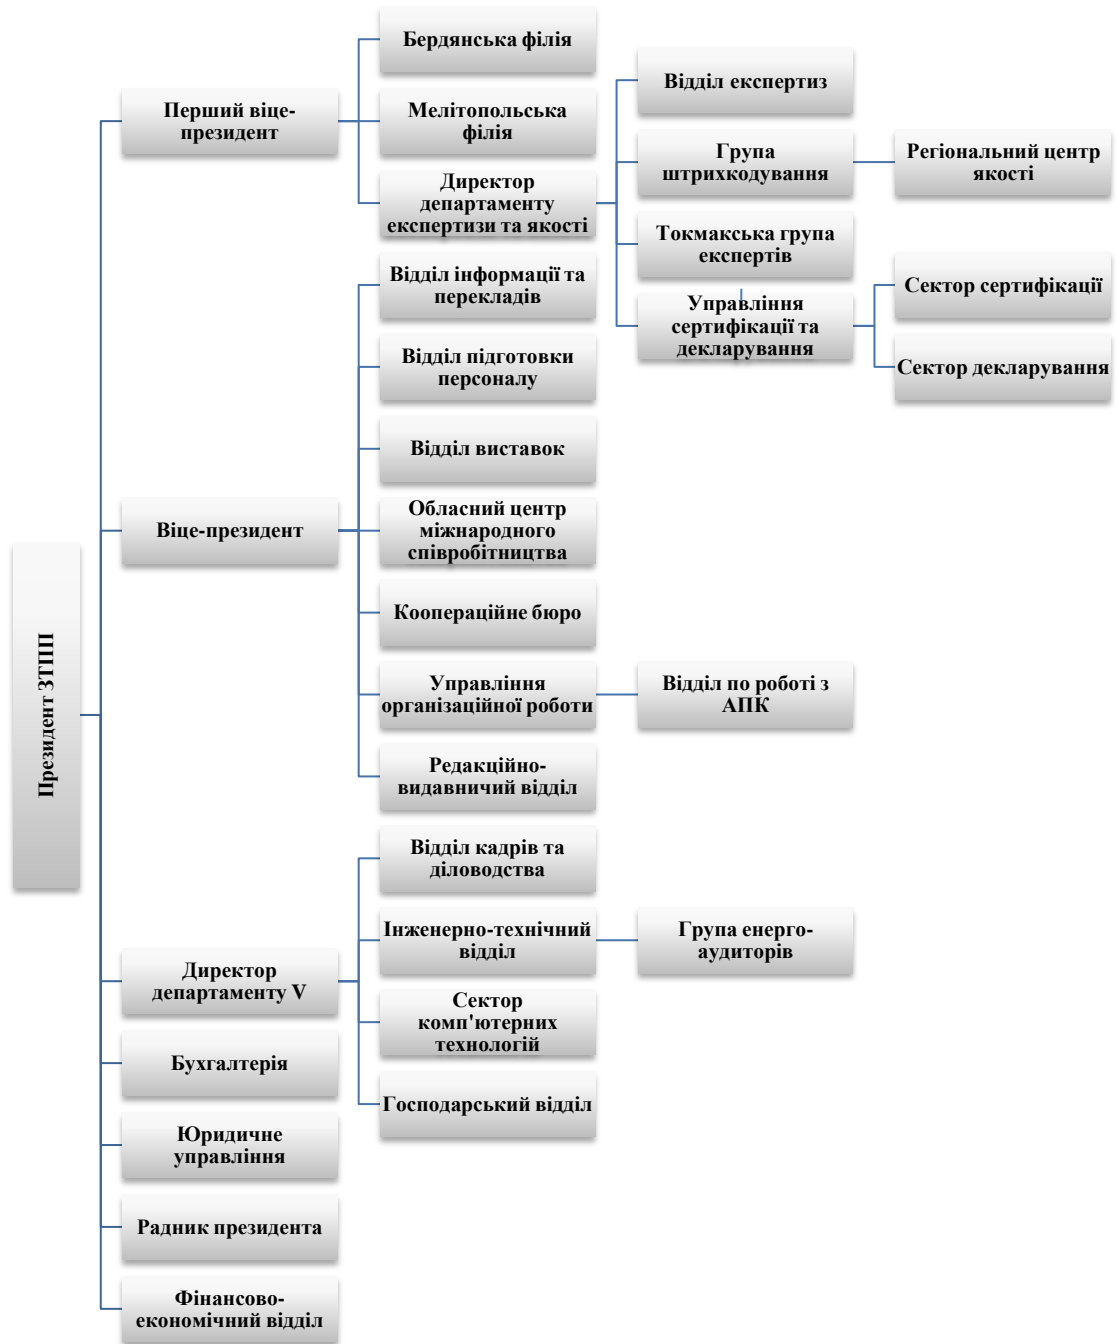 Президент ЗТПП
Перший віце-
президент
Бердянська філія
Мелітопольська
філія
Директор
департаменту
експертизи та якості
Відділ експертиз
Група
штрихкодування
Регіональний центр
якості
Токмакська група
експертів
Управління
сертифікації та
декларування
Сектор сертифікації
Сектор декларування
Віце-президент
Відділ інформації та
перекладів
Відділ підготовки
персоналу
Відділ виставок
Обласний центр
міжнародного
співробітництва
Коопераційне бюро
Управління
організаційної роботи
Відділ по роботі з
АПК
Редакційно-
видавничий відділ
Директор
департаменту V
Відділ кадрів та
діловодства
Інженерно-технічний
відділ
Група енерго-
аудиторів
Сектор
комп'ютерних
технологій
Господарський відділ
Бухгалтерія
Юридичне
управління
Радник президента
Фінансово-
економічний відділ